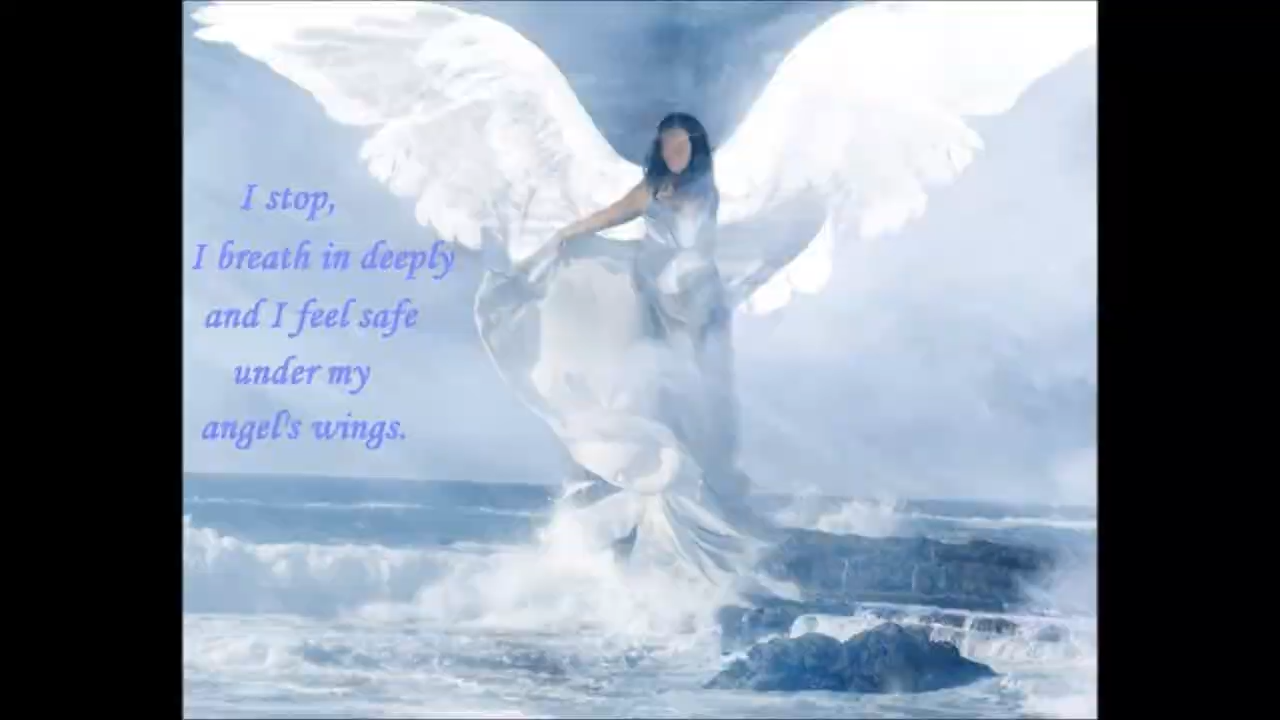 I stop,
I breath in deeply
and I feel safe
under my
angel's wings.